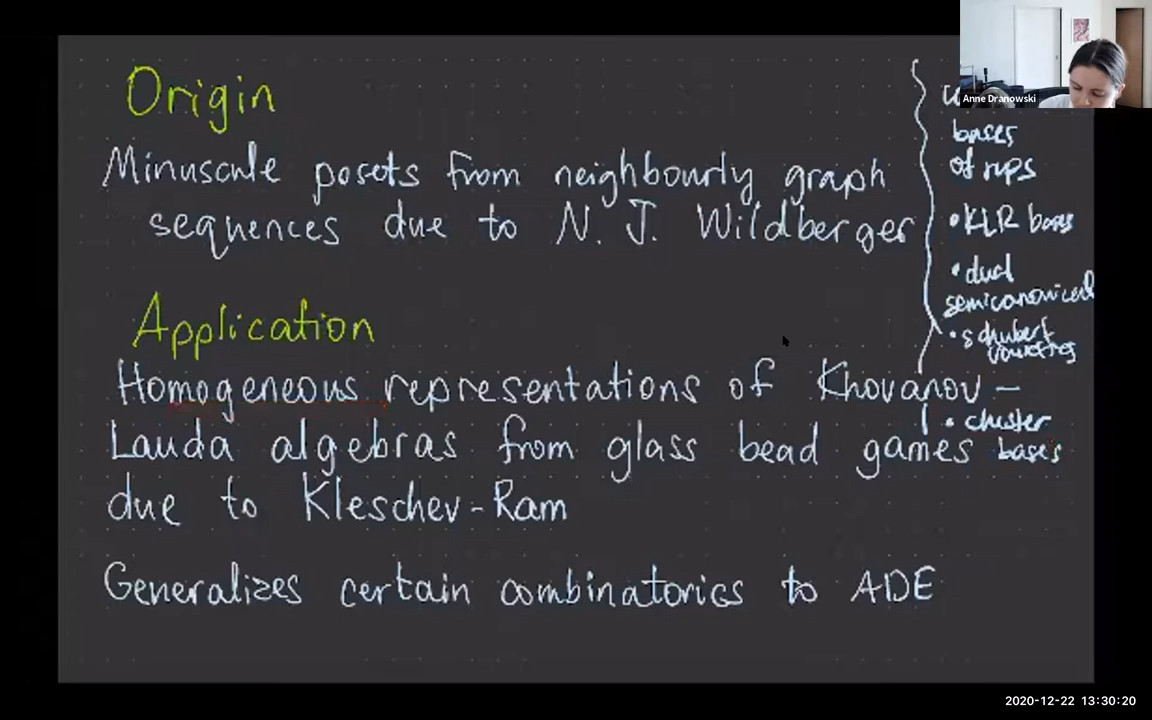 Origin
Minuscule posets from neighbourly graph
sequences due to N. J. Wildberger
Application
Homogeneous representations of Khovanov-
Lauda algebras from glass bead games
due to Kleschev-Ram
Generalizes certain combinatorics to ADE
bases
of reps
• KLR bases
• dual
semicanonical
• schubert
varieties
• cluster
bases
Anne Dranowski
2020-12-22 13:30:20